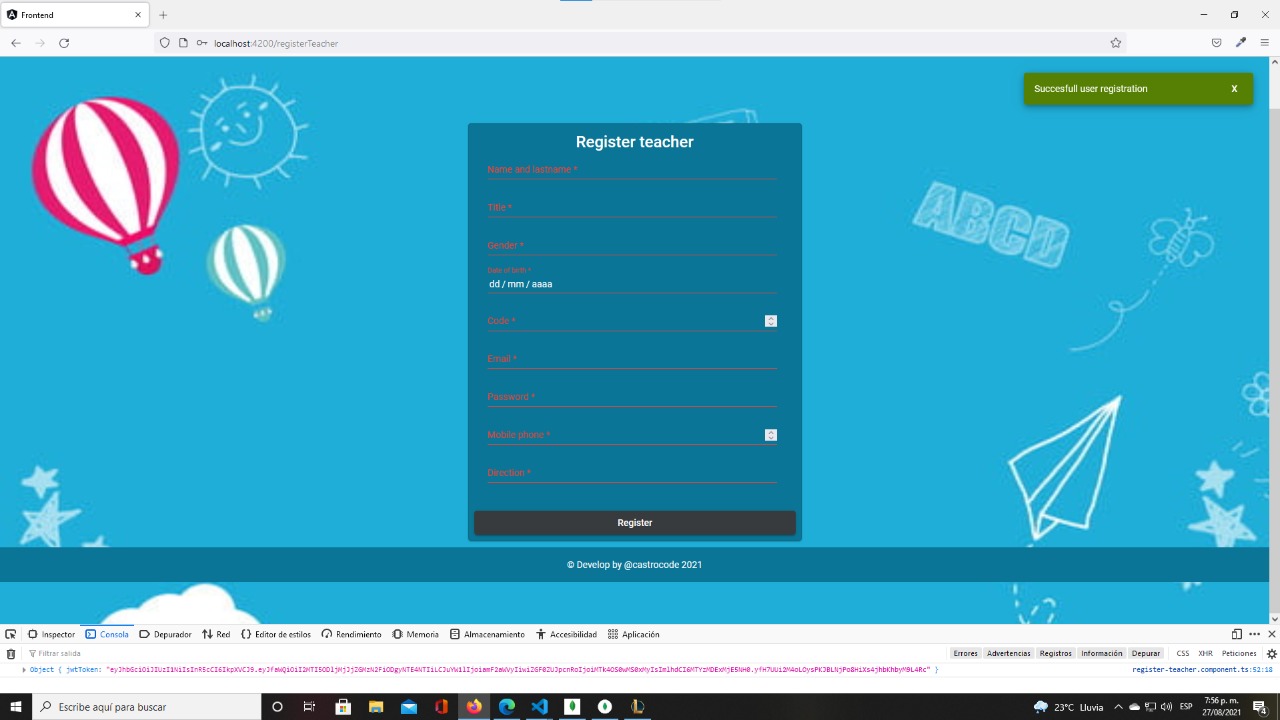 Frontend
localhost:4200/registerTeacher
Succesfull user registration X
ABCD
Register teacher
Name and lastname *
Title *
Gender *
Date of birth *
dd / mm / aaaa
Code *
Email *
Password *
Mobile phone *
Direction *
Register
© Develop by @castrocode 2021
Inspector Consola Depurador Red Editor de estilos Rendimiento Memoria Almacenamiento Accesibilidad Aplicación
Filtrar salida Errores Advertencias Registros Información Depurar CSS XHR Peticiones
Object { jwtToken: register-teacher.component.ts:52:18
Escribe aquí para buscar 23°C Lluvia ESP 7:56 p. m.
27/08/2021 4